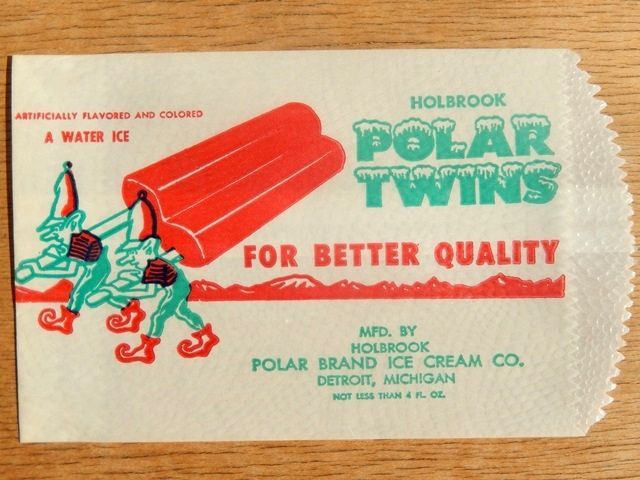 ARTIFICIALLY FLAVORED AND COLORED
A WATER ICE
HOLBROOK
POLAR
TWINS
FOR BETTER QUALITY
MFD. BY
HOLBROOK
POLAR BRAND ICE CREAM CO.
DETROIT, MICHIGAN
NOT LESS THAN 4 FL. OZ.